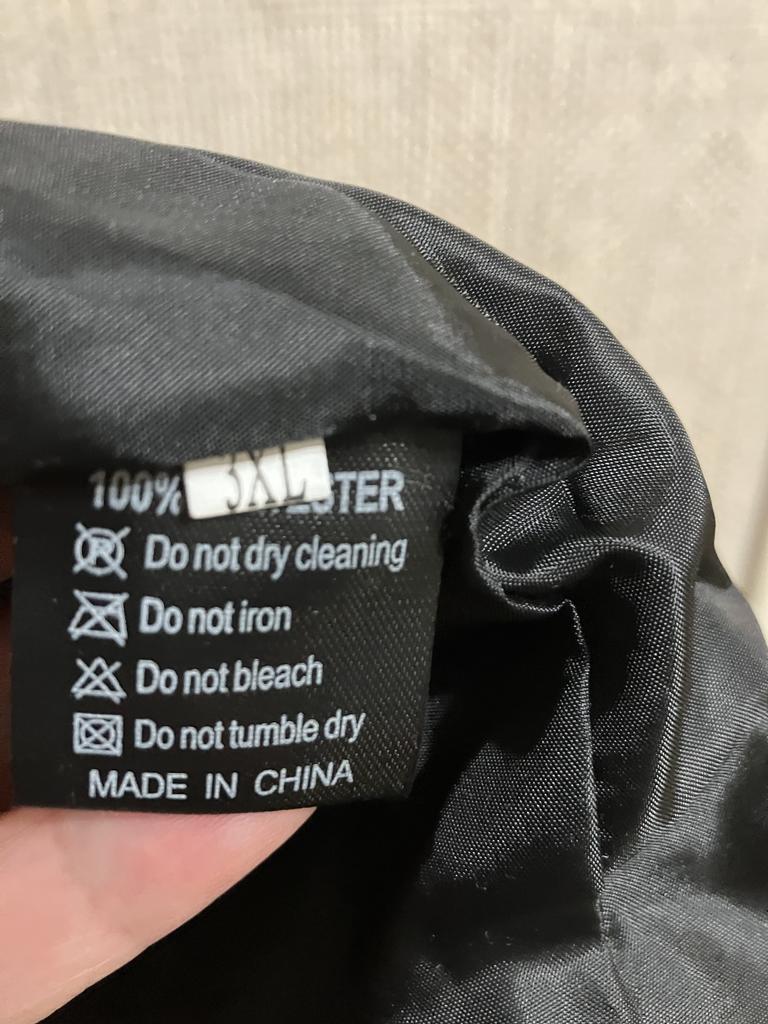 3XL
100%
Do not dry cleaning
Do not iron
Do not bleach
Do not tumble dry
MADE IN CHINA